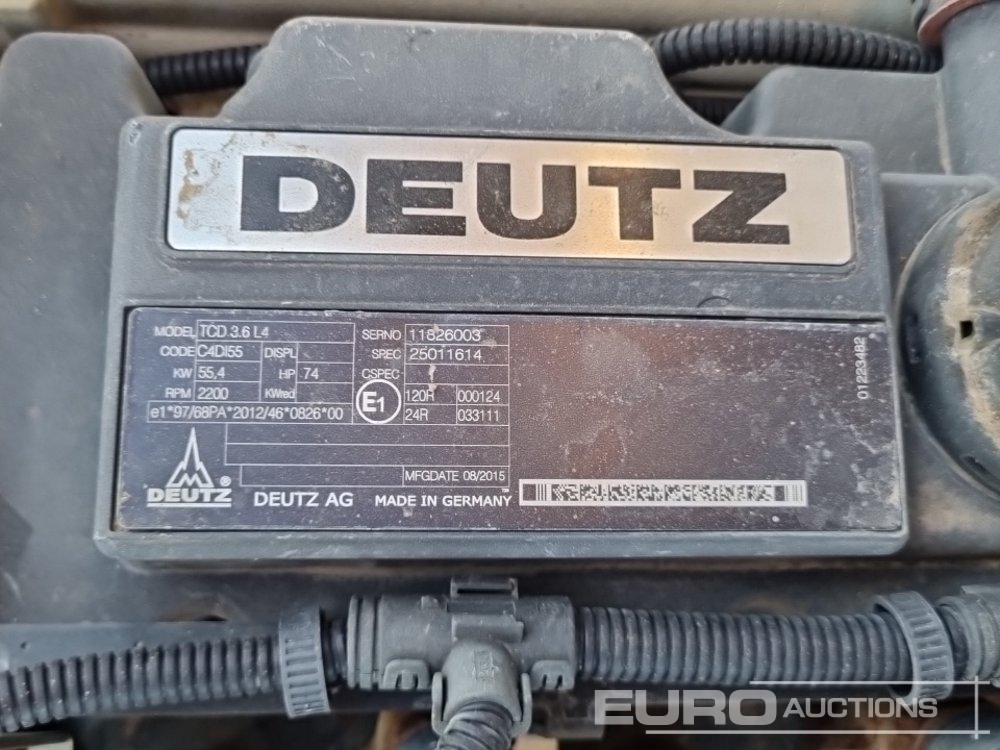 DEUTZ
MODEL TCD 3.6 L4 SERNO 11826003
CODE C4DI55 DISPL SREC 25011614
KW 55,4 HP 74 CSPEC
RPM 2200 KWred E1 120R 000124
e1*97/68PA*2012/46*0826*00 24R 033111
MFGDATE 08/2015
DEUTZ ® DEUTZ AG MADE IN GERMANY
01223482
EURO AUCTIONS